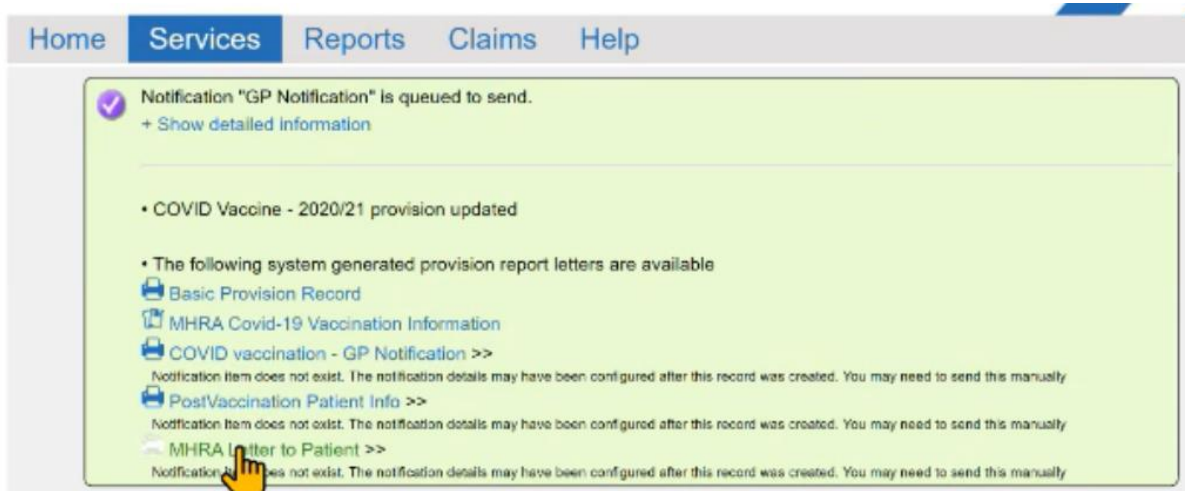 Home Services Reports Claims Help
Notification "GP Notification" is queued to send.
+ Show detailed information
• COVID Vaccine - 2020/21 provision updated
• The following system generated provision report letters are available
Basic Provision Record
MHRA Covid-19 Vaccination Information
COVID vaccination - GP Notification >>
Notification item does not exist. The notification details may have been configured after this record was created. You may need to send this manually
PostVaccination Patient Info >>
Notification item does not exist. The notification details may have been configured after this record was created. You may need to send this manually
MHRA Letter to Patient >>
Notification item does not exist. The notification details may have been configured after this record was created. You may need to send this manually